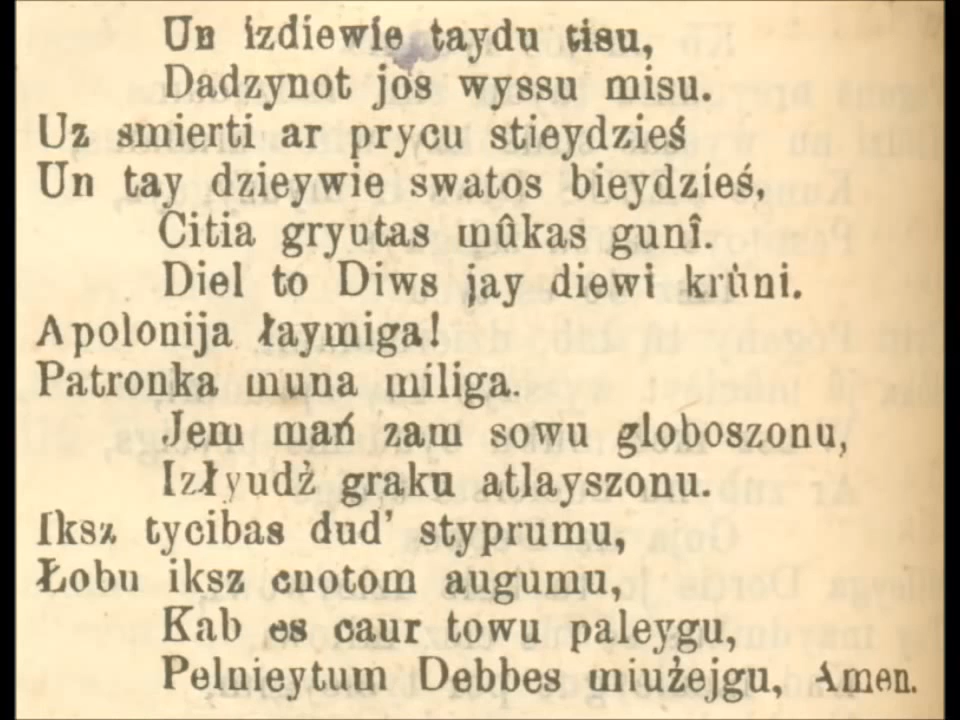 Un izdiewie taydu tisu,
Dadzynot jos wyssu misu.
Uz smierti ar prycu stieydzieś
Un tay dzieywie swatos bieydzieś,
Citia gryutas mûkas gunî.
Diel to Diws jay diewi krùni.
Apolonija łaymiga!
Patronka muna miliga.
Jem mań zam sowu globoszonu,
Izłyudż graku atlayszonu.
Iksz tycibas dud' styprumu,
Łobu iksz cnotom augumu,
Kab es caur towu paleygu,
Pelnieytum Debbes miużejgu, Amen.